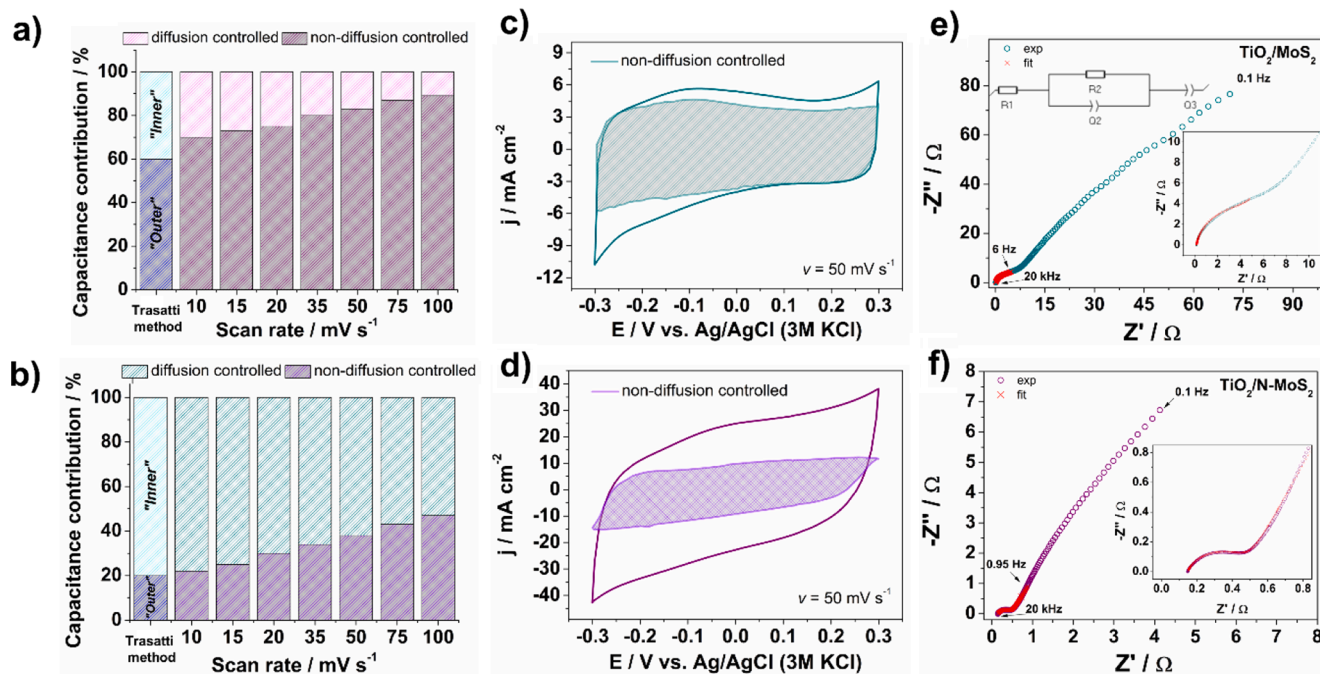 a)
diffusion controlled
non-diffusion controlled
Capacitance contribution / %
100
80
60
40
20
0
"Inner"
"Outer"
Trasatti
method
10 15 20 35 50 75 100
Scan rate / mV s⁻¹
b)
diffusion controlled
non-diffusion controlled
Capacitance contribution / %
100
80
60
40
20
0
"Inner"
"Outer"
Trasatti
method
10 15 20 35 50 75 100
Scan rate / mV s⁻¹
c)
non-diffusion controlled
j / mA cm⁻²
9
6
3
0
-3
-6
-9
-12
ν = 50 mV s⁻¹
-0.3 -0.2 -0.1 0.0 0.1 0.2 0.3
E / V vs. Ag/AgCl (3M KCl)
d)
non-diffusion controlled
j / mA cm⁻²
40
30
20
10
0
-10
-20
-30
-40
ν = 50 mV s⁻¹
-0.3 -0.2 -0.1 0.0 0.1 0.2 0.3
E / V vs. Ag/AgCl (3M KCl)
e)
exp
fit
TiO₂/MoS₂
0.1 Hz
R1
R2
Q2
Q3
-Z'' / Ω
80
60
40
20
0
6 Hz
20 kHz
-Z'' / Ω
10
8
6
4
2
0
0 2 4 6 8 10
Z' / Ω
0 15 30 45 60 75 90
Z' / Ω
f)
exp
fit
TiO₂/N-MoS₂
0.1 Hz
-Z'' / Ω
8
7
6
5
4
3
2
1
0
0.95 Hz
20 kHz
-Z'' / Ω
0.8
0.6
0.4
0.2
0.0
0.0 0.2 0.4 0.6 0.8
Z' / Ω
0 1 2 3 4 5 6 7 8
Z' / Ω